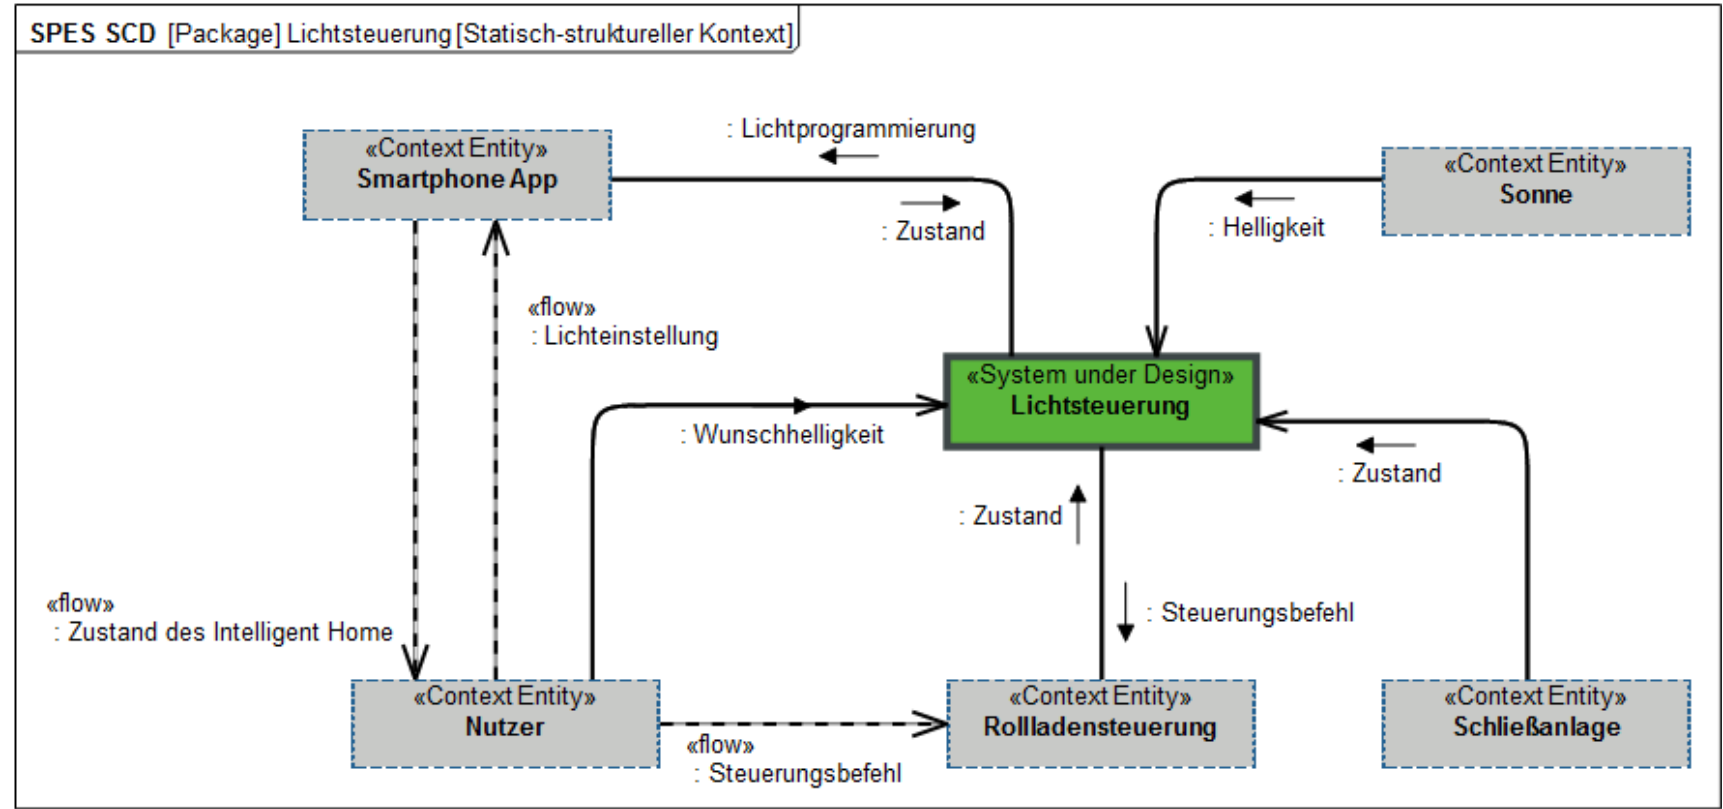 SPES SCD [Package] Lichtsteuerung [Statisch-struktureller Kontext]
: Lichtprogrammierung
«Context Entity»
Smartphone App
: Zustand
«Context Entity»
Sonne
: Helligkeit
«flow»
: Lichteinstellung
«System under Design»
Lichtsteuerung
: Wunschhelligkeit
: Zustand
: Zustand
«flow»
: Zustand des Intelligent Home
: Steuerungsbefehl
«Context Entity»
Nutzer
«flow»
: Steuerungsbefehl
«Context Entity»
Rollladensteuerung
«Context Entity»
Schließanlage